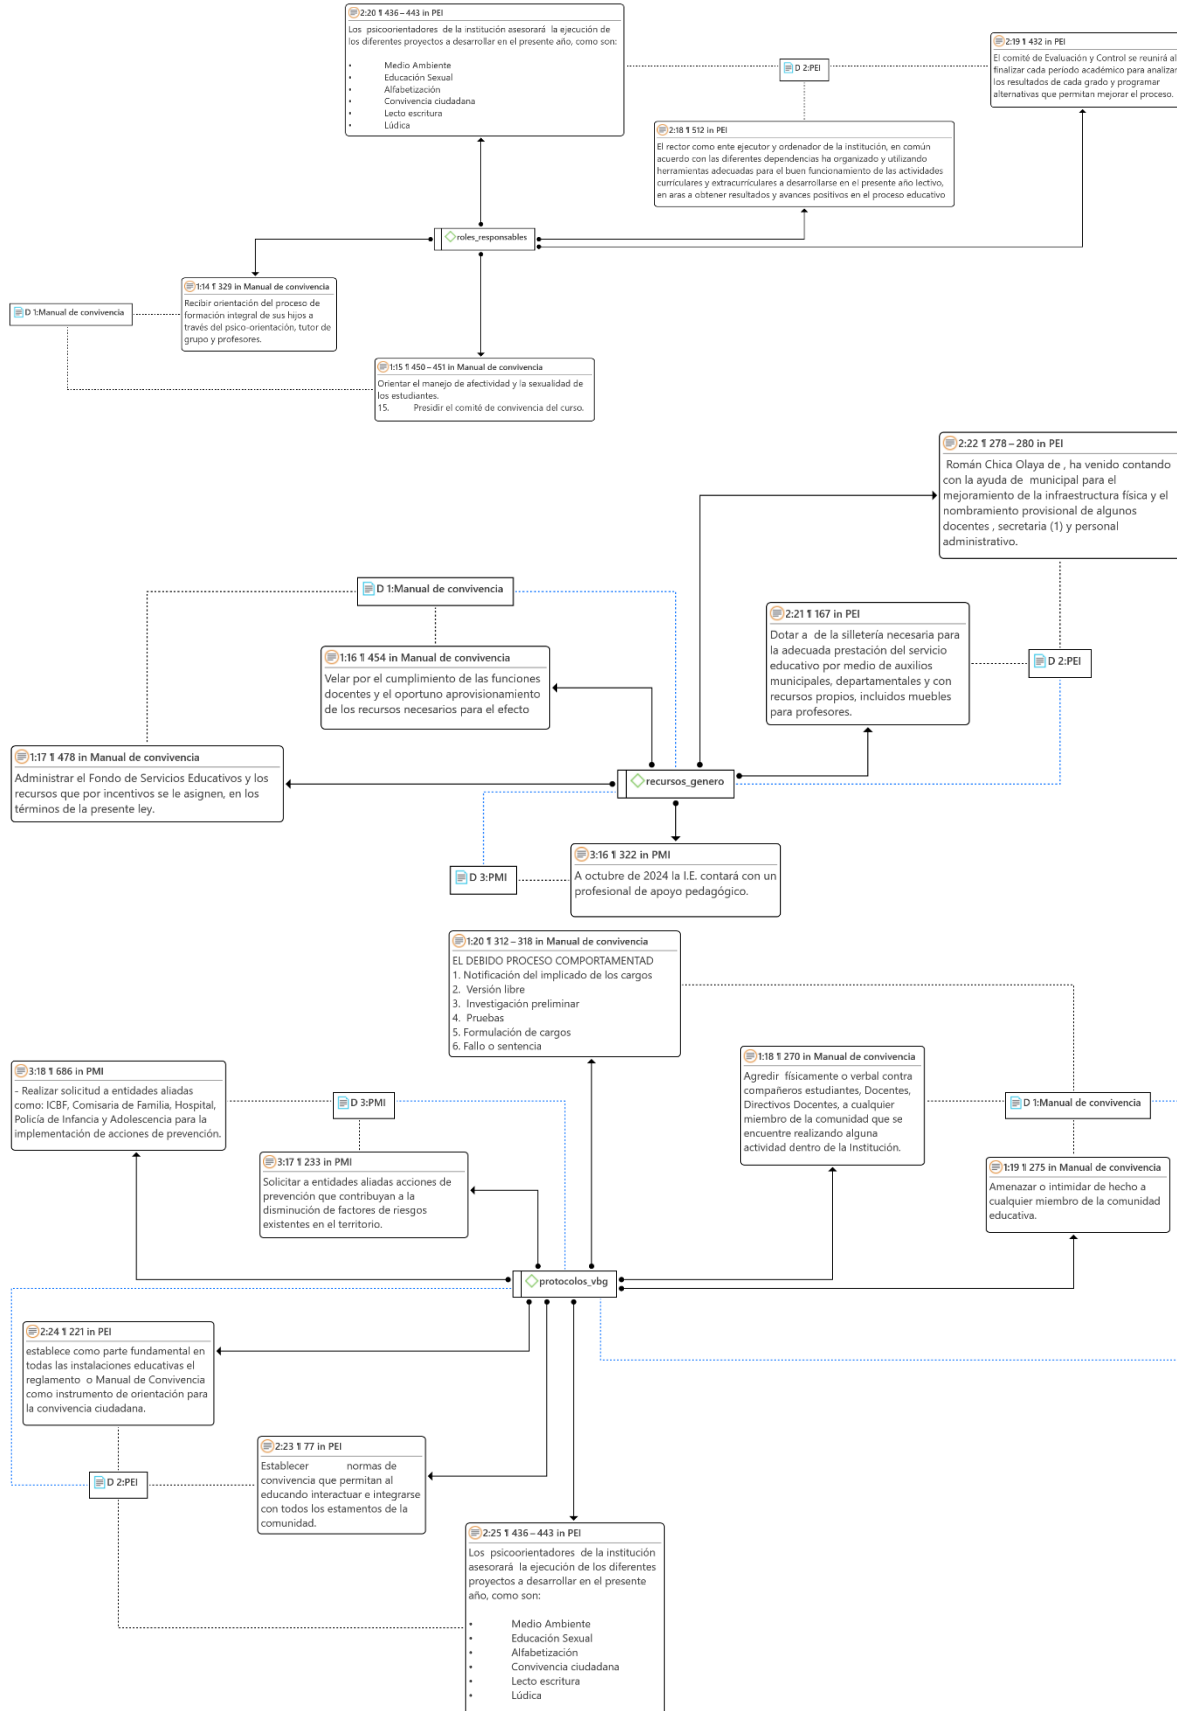 2:20 ¶ 436 – 443 in PEI
Los psicoorientadores de la institución asesorará la ejecución de
los diferentes proyectos a desarrollar en el presente año, como son:
• Medio Ambiente
• Educación Sexual
• Alfabetización
• Convivencia ciudadana
• Lecto escritura
• Lúdica
D 2:PEI
2:19 ¶ 432 in PEI
El comité de Evaluación y Control se reunirá al
finalizar cada período académico para analizar
los resultados de cada grado y programar
alternativas que permitan mejorar el proceso.
2:18 ¶ 512 in PEI
El rector como ente ejecutor y ordenador de la institución, en común
acuerdo con las diferentes dependencias ha organizado y utilizando
herramientas adecuadas para el buen funcionamiento de las actividades
curriculares y extracurriculares a desarrollarse en el presente año lectivo,
en aras a obtener resultados y avances positivos en el proceso educativo
roles_responsables
1:14 ¶ 329 in Manual de convivencia
Recibir orientación del proceso de
formación integral de sus hijos a
través del psico-orientación, tutor de
grupo y profesores.
D 1:Manual de convivencia
1:15 ¶ 450 – 451 in Manual de convivencia
Orientar el manejo de afectividad y la sexualidad de
los estudiantes.
15. Presidir el comité de convivencia del curso.
2:22 ¶ 278 – 280 in PEI
Román Chica Olaya de , ha venido contando
con la ayuda de municipal para el
mejoramiento de la infraestructura física y el
nombramiento provisional de algunos
docentes , secretaria (1) y personal
administrativo.
D 1:Manual de convivencia
2:21 ¶ 167 in PEI
Dotar a de la silletería necesaria para
la adecuada prestación del servicio
educativo por medio de auxilios
municipales, departamentales y con
recursos propios, incluidos muebles
para profesores.
D 2:PEI
1:16 ¶ 454 in Manual de convivencia
Velar por el cumplimiento de las funciones
docentes y el oportuno aprovisionamiento
de los recursos necesarios para el efecto
1:17 ¶ 478 in Manual de convivencia
Administrar el Fondo de Servicios Educativos y los
recursos que por incentivos se le asignen, en los
términos de la presente ley.
recursos_genero
D 3:PMI
3:16 ¶ 322 in PMI
A octubre de 2024 la I.E. contará con un
profesional de apoyo pedagógico.
1:20 ¶ 312 – 318 in Manual de convivencia
EL DEBIDO PROCESO COMPORTAMENTAD
1. Notificación del implicado de los cargos
2. Versión libre
3. Investigación preliminar
4. Pruebas
5. Formulación de cargos
6. Fallo o sentencia
3:18 ¶ 686 in PMI
- Realizar solicitud a entidades aliadas
como: ICBF, Comisaria de Familia, Hospital,
Policía de Infancia y Adolescencia para la
implementación de acciones de prevención.
D 3:PMI
1:18 ¶ 270 in Manual de convivencia
Agredir físicamente o verbal contra
compañeros estudiantes, Docentes,
Directivos Docentes, a cualquier
miembro de la comunidad que se
encuentre realizando alguna
actividad dentro de la Institución.
D 1:Manual de convivencia
3:17 ¶ 233 in PMI
Solicitar a entidades aliadas acciones de
prevención que contribuyan a la
disminución de factores de riesgos
existentes en el territorio.
1:19 ¶ 275 in Manual de convivencia
Amenazar o intimidar de hecho a
cualquier miembro de la comunidad
educativa.
protocolos_vbg
2:24 ¶ 221 in PEI
establece como parte fundamental en
todas las instalaciones educativas el
reglamento o Manual de Convivencia
como instrumento de orientación para
la convivencia ciudadana.
2:23 ¶ 77 in PEI
Establecer normas de
convivencia que permitan al
educando interactuar e integrarse
con todos los estamentos de la
comunidad.
D 2:PEI
2:25 ¶ 436 – 443 in PEI
Los psicoorientadores de la institución
asesorará la ejecución de los diferentes
proyectos a desarrollar en el presente
año, como son:
• Medio Ambiente
• Educación Sexual
• Alfabetización
• Convivencia ciudadana
• Lecto escritura
• Lúdica